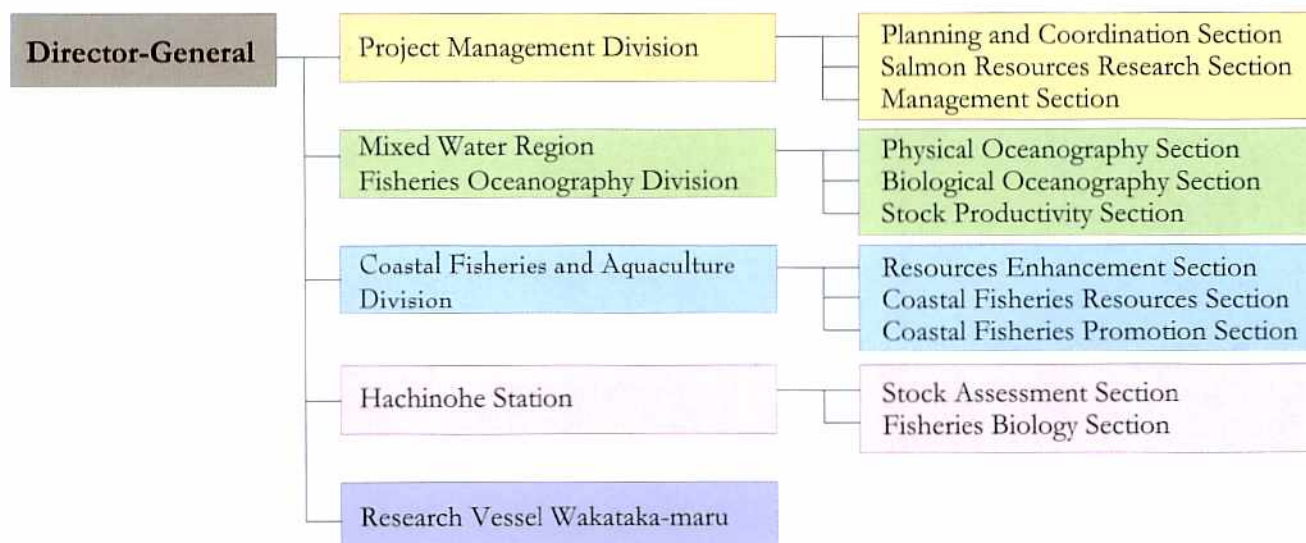 Director-General
Project Management Division
Planning and Coordination Section
Salmon Resources Research Section
Management Section
Mixed Water Region
Fisheries Oceanography Division
Physical Oceanography Section
Biological Oceanography Section
Stock Productivity Section
Coastal Fisheries and Aquaculture
Division
Resources Enhancement Section
Coastal Fisheries Resources Section
Coastal Fisheries Promotion Section
Hachinohe Station
Stock Assessment Section
Fisheries Biology Section
Research Vessel Wakataka-maru